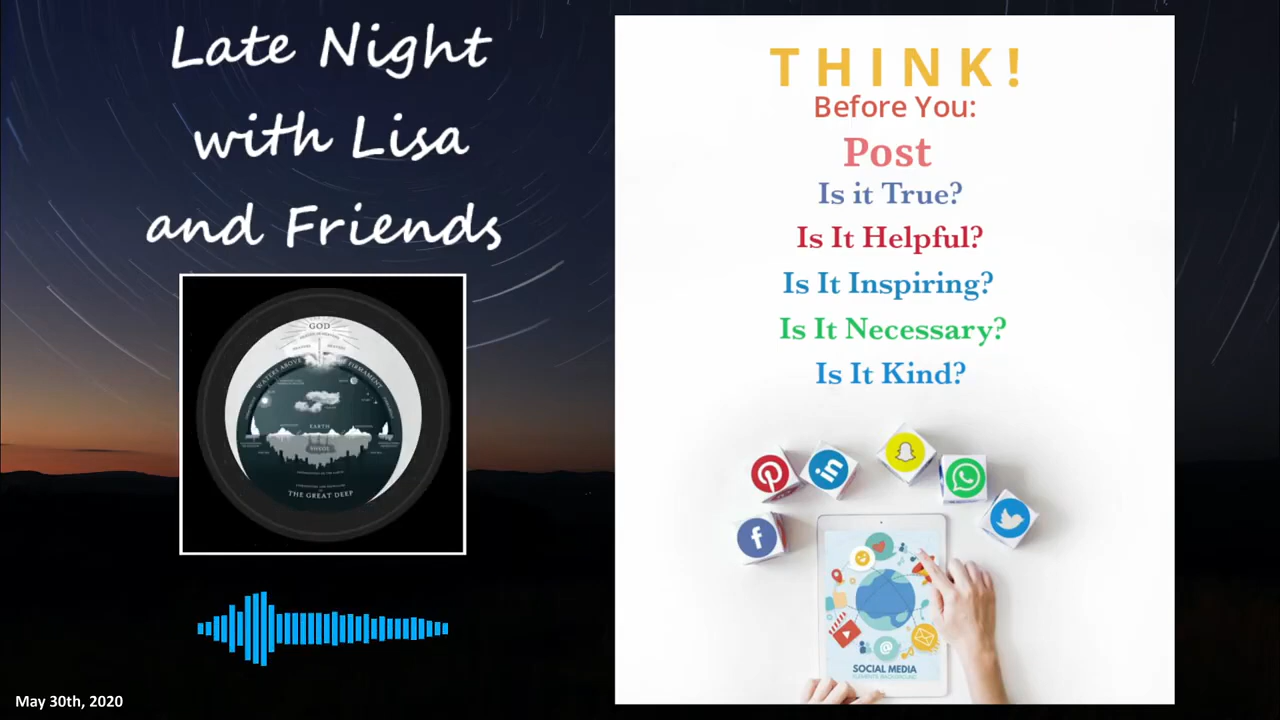 Late Night
with Lisa
and Friends
GOD
WATERS ABOVE
FIRMAMENT
EARTH
SHEOL
THE GREAT DEEP
May 30th, 2020
THINK!
Before You:
Post
Is it True?
Is It Helpful?
Is It Inspiring?
Is It Necessary?
Is It Kind?
SOCIAL MEDIA
ELEMENTS BACKGROUND